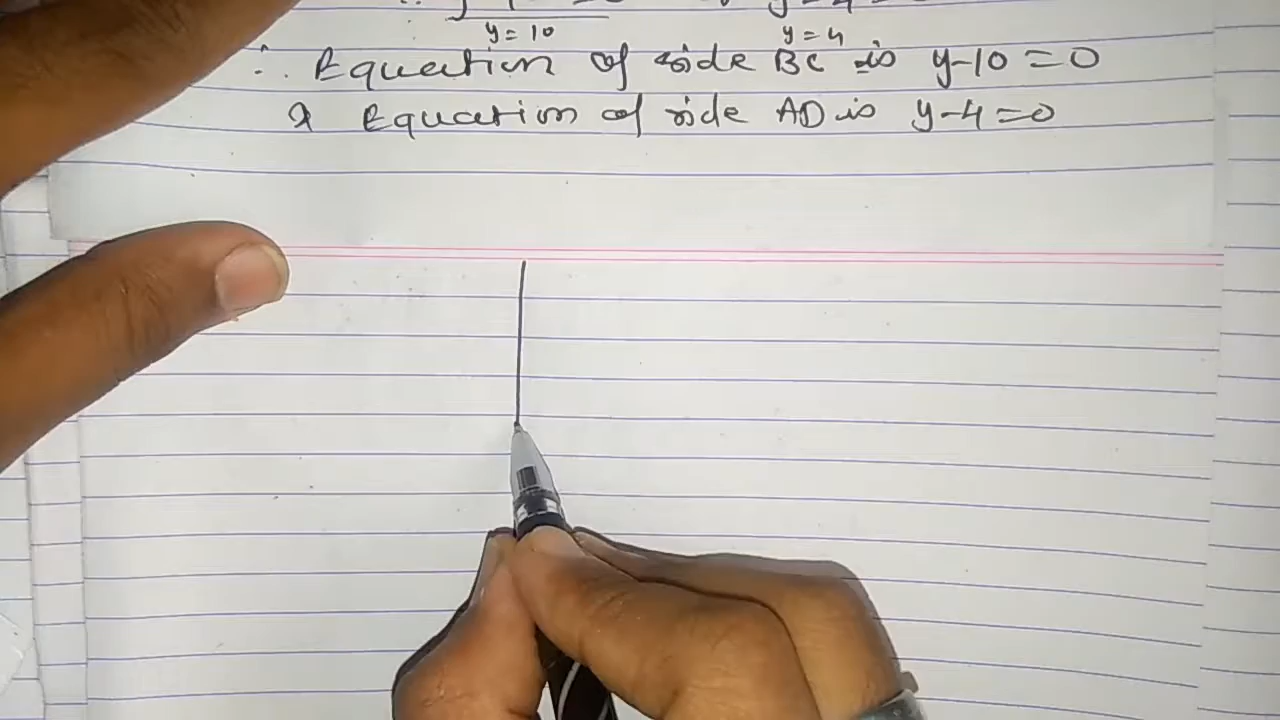 y = 10 y = 4
∴ Equation of side BC is y-10=0
& Equation of side AD is y-4=0